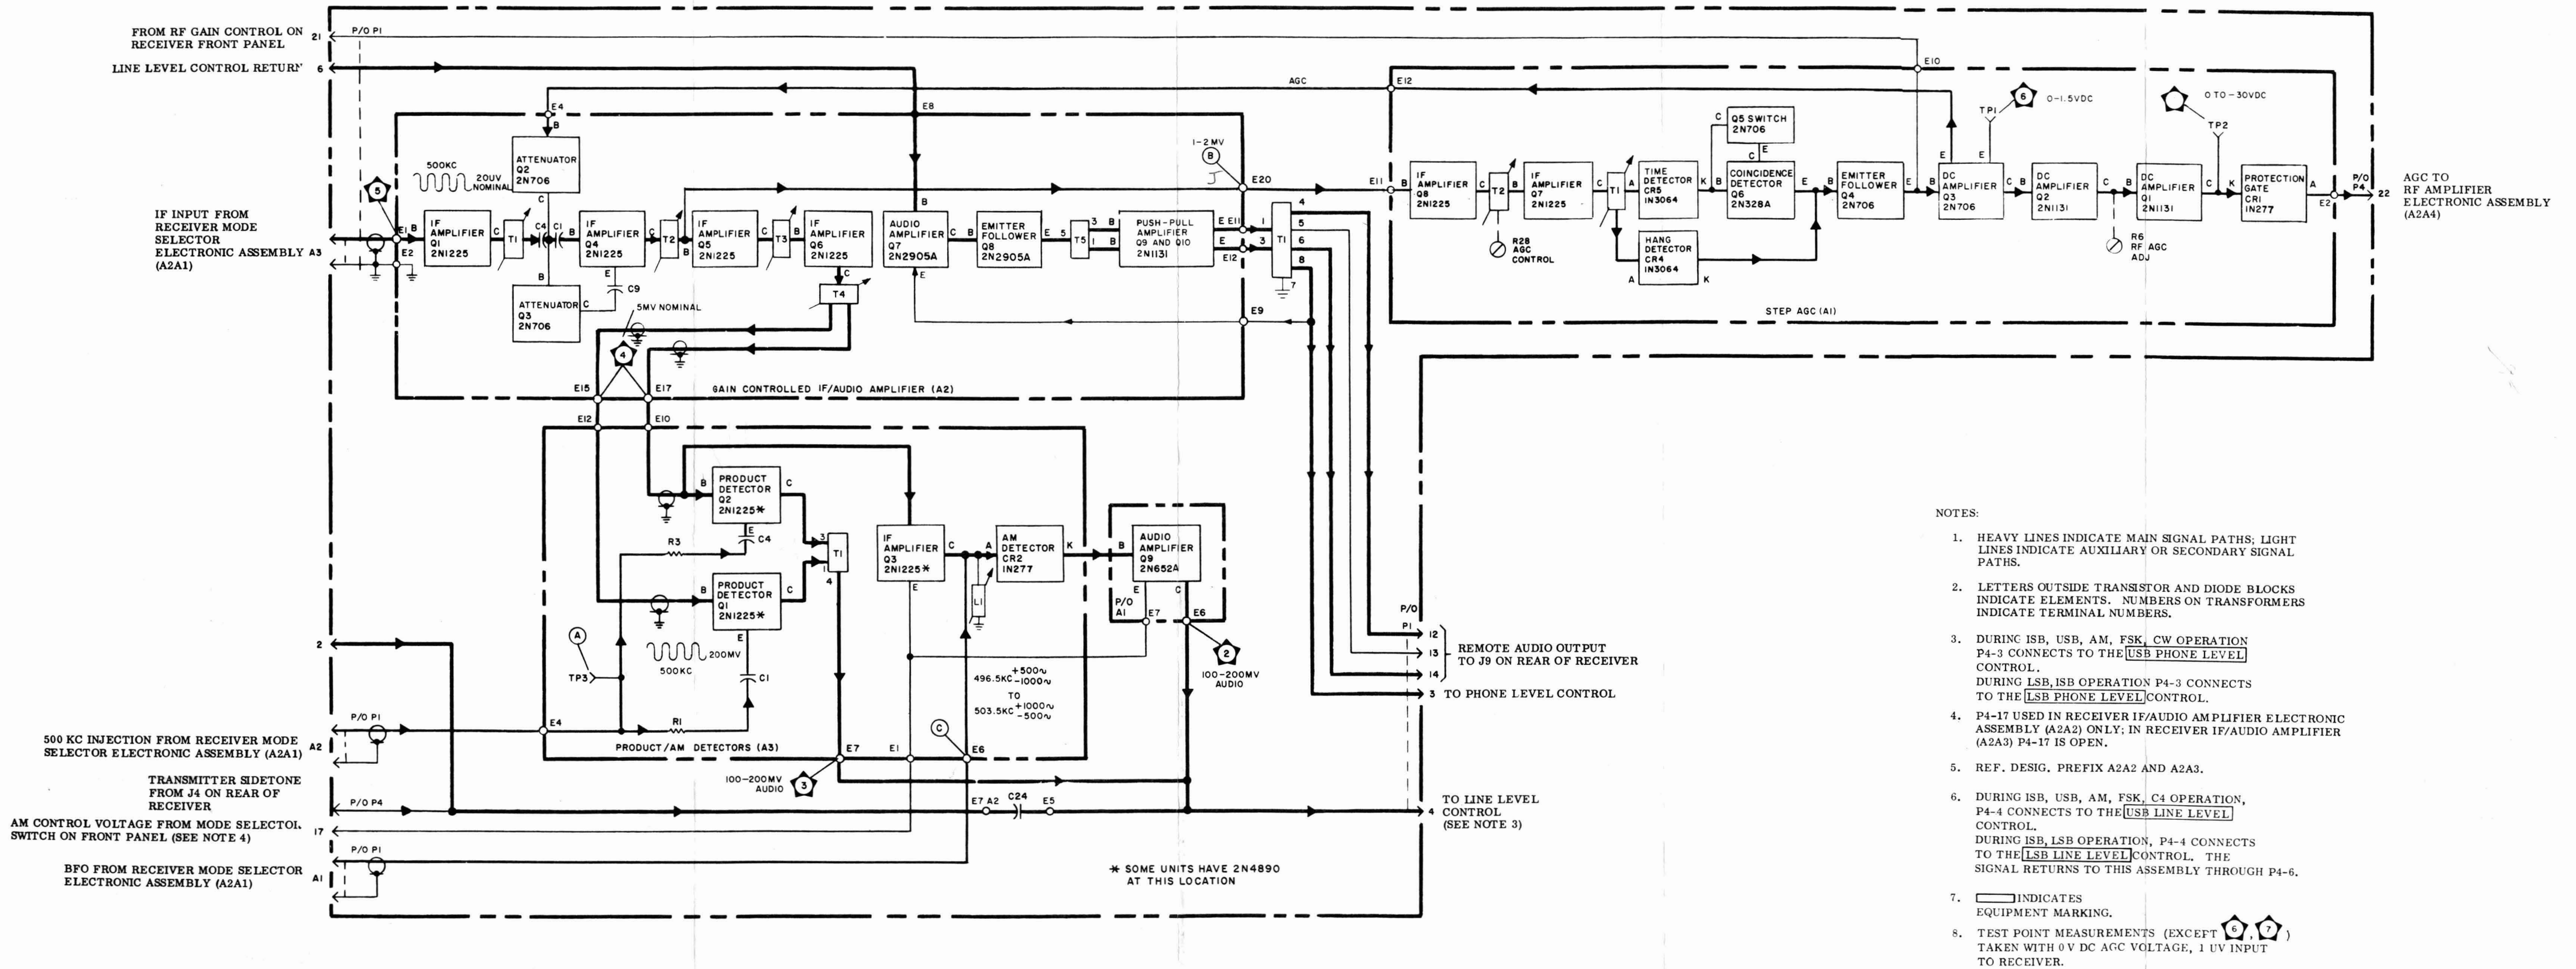 FROM RF GAIN CONTROL ON
RECEIVER FRONT PANEL
21
P/O P1
LINE LEVEL CONTROL RETURN
6
AGC
E12
E10
E4
B
E8
ATTENUATOR
Q2
2N706
C
500KC
20UV
NOMINAL
5
IF INPUT FROM
RECEIVER MODE
SELECTOR
ELECTRONIC ASSEMBLY
(A2A1)
A3
E1 B
E2
IF
AMPLIFIER
Q1
2N1225
C
T1
C4
C1
B
IF
AMPLIFIER
Q4
2N1225
C
E
C9
T2
B
IF
AMPLIFIER
Q5
2N1225
C
T3
B
IF
AMPLIFIER
Q6
2N1225
C
T4
B
ATTENUATOR
Q3
2N706
C
5MV NOMINAL
4
B
AUDIO
AMPLIFIER
Q7
2N2905A
C
E
B
EMITTER
FOLLOWER
Q8
2N2905A
E
5
T5
3
1
B
B
PUSH-PULL
AMPLIFIER
Q9 AND Q10
2N1131
E E11
E
E12
1
3
T1
4
5
6
8
7
1-2 MV
B
J
E20
E9
E15
E17
GAIN CONTROLLED IF/AUDIO AMPLIFIER (A2)
E11
B
IF
AMPLIFIER
Q8
2N1225
C
T2
R28
AGC
CONTROL
B
IF
AMPLIFIER
Q7
2N1225
C
T1
A
TIME
DETECTOR
CR5
1N3064
K
C
Q5 SWITCH
2N706
E
C
B
COINCIDENCE
DETECTOR
Q6
2N328A
E
HANG
DETECTOR
CR4
1N3064
A
K
B
EMITTER
FOLLOWER
Q4
2N706
E
B
DC
AMPLIFIER
Q3
2N706
E
E
TP1
6
0-1.5VDC
C
B
DC
AMPLIFIER
Q2
2N1131
C
R6
RF AGC
ADJ
B
DC
AMPLIFIER
Q1
2N1131
C
TP2
0 TO -30VDC
K
PROTECTION
GATE
CR1
1N277
A
E2
P/O
P4
22
AGC TO
RF AMPLIFIER
ELECTRONIC ASSEMBLY
(A2A4)
STEP AGC (A1)
E12
E10
B
PRODUCT
DETECTOR
Q2
2N1225*
C
E
C4
R3
B
PRODUCT
DETECTOR
Q1
2N1225*
C
E
C1
3
1
T1
4
A
TP3
500KC
200MV
IF
AMPLIFIER
Q3
2N1225*
C
E
L1
A
AM
DETECTOR
CR2
1N277
K
B
AUDIO
AMPLIFIER
Q9
2N652A
E
C
P/O
A1
E7
E6
2
100-200MV
AUDIO
496.5KC +500~ -1000~
TO
503.5KC +1000~ -500~
C
R1
E4
PRODUCT/AM DETECTORS (A3)
E7
E1
E6
100-200MV
AUDIO
3
2
P/O P1
500 KC INJECTION FROM RECEIVER MODE
SELECTOR ELECTRONIC ASSEMBLY (A2A1)
A2
TRANSMITTER SIDETONE
FROM J4 ON REAR OF
RECEIVER
P/O P4
AM CONTROL VOLTAGE FROM MODE SELECTOR
SWITCH ON FRONT PANEL (SEE NOTE 4)
17
P/O P1
BFO FROM RECEIVER MODE SELECTOR
ELECTRONIC ASSEMBLY (A2A1)
A1
E7 A2
C24
E5
P/O
P1
12
13
14
REMOTE AUDIO OUTPUT
TO J9 ON REAR OF RECEIVER
3 TO PHONE LEVEL CONTROL
4
TO LINE LEVEL
CONTROL
(SEE NOTE 3)
* SOME UNITS HAVE 2N4890
AT THIS LOCATION
NOTES:
1. HEAVY LINES INDICATE MAIN SIGNAL PATHS; LIGHT
LINES INDICATE AUXILIARY OR SECONDARY SIGNAL
PATHS.
2. LETTERS OUTSIDE TRANSISTOR AND DIODE BLOCKS
INDICATE ELEMENTS. NUMBERS ON TRANSFORMERS
INDICATE TERMINAL NUMBERS.
3. DURING ISB, USB, AM, FSK, CW OPERATION
P4-3 CONNECTS TO THE USB PHONE LEVEL
CONTROL.
DURING LSB, ISB OPERATION P4-3 CONNECTS
TO THE LSB PHONE LEVEL CONTROL.
4. P4-17 USED IN RECEIVER IF/AUDIO AMPLIFIER ELECTRONIC
ASSEMBLY (A2A2) ONLY; IN RECEIVER IF/AUDIO AMPLIFIER
(A2A3) P4-17 IS OPEN.
5. REF. DESIG. PREFIX A2A2 AND A2A3.
6. DURING ISB, USB, AM, FSK, C4 OPERATION,
P4-4 CONNECTS TO THE USB LINE LEVEL
CONTROL.
DURING ISB, LSB OPERATION, P4-4 CONNECTS
TO THE LSB LINE LEVEL CONTROL. THE
SIGNAL RETURNS TO THIS ASSEMBLY THROUGH P4-6.
7. INDICATES
EQUIPMENT MARKING.
8. TEST POINT MEASUREMENTS (EXCEPT 6, 7)
TAKEN WITH 0 V DC AGC VOLTAGE, 1 UV INPUT
TO RECEIVER.